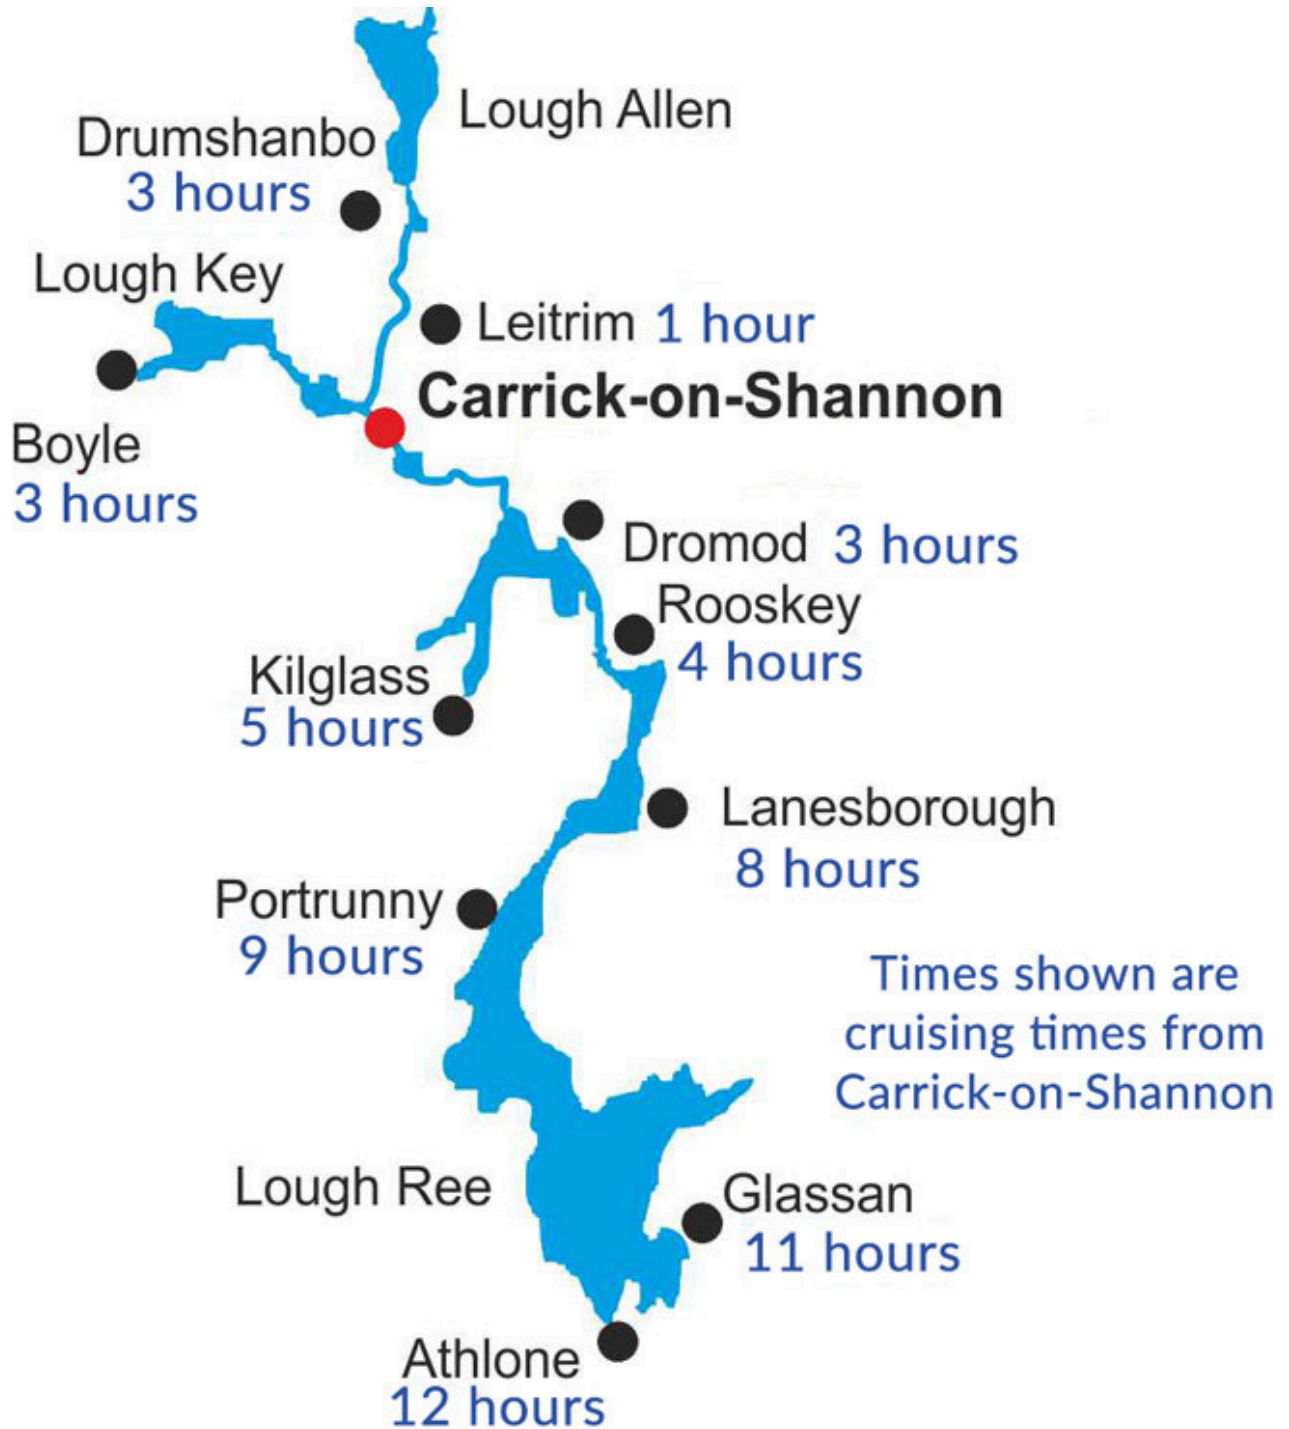 Lough Allen
Drumshanbo
3 hours
Lough Key
Leitrim 1 hour
Carrick-on-Shannon
Boyle
3 hours
Dromod 3 hours
Rooskey
4 hours
Kilglass
5 hours
Lanesborough
8 hours
Portrunny
9 hours
Times shown are
cruising times from
Carrick-on-Shannon
Lough Ree
Glassan
11 hours
Athlone
12 hours